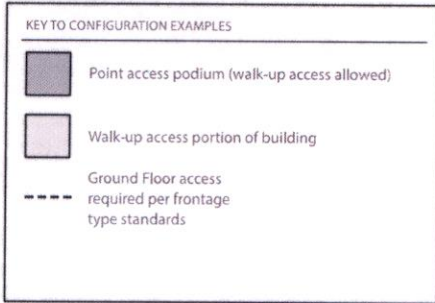 KEY TO CONFIGURATION EXAMPLES
Point access podium (walk-up access allowed)
Walk-up access portion of building
Ground Floor access
required per frontage
type standards